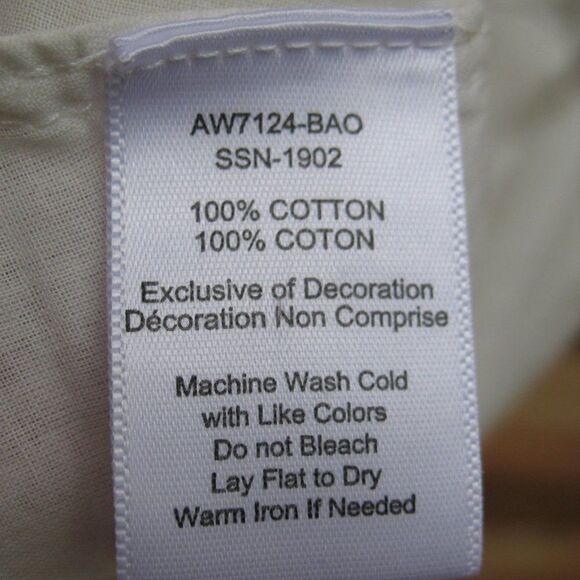 AW7124-BAO
SSN-1902
100% COTTON
100% COTON
Exclusive of Decoration
Décoration Non Comprise
Machine Wash Cold
with Like Colors
Do not Bleach
Lay Flat to Dry
Warm Iron If Needed